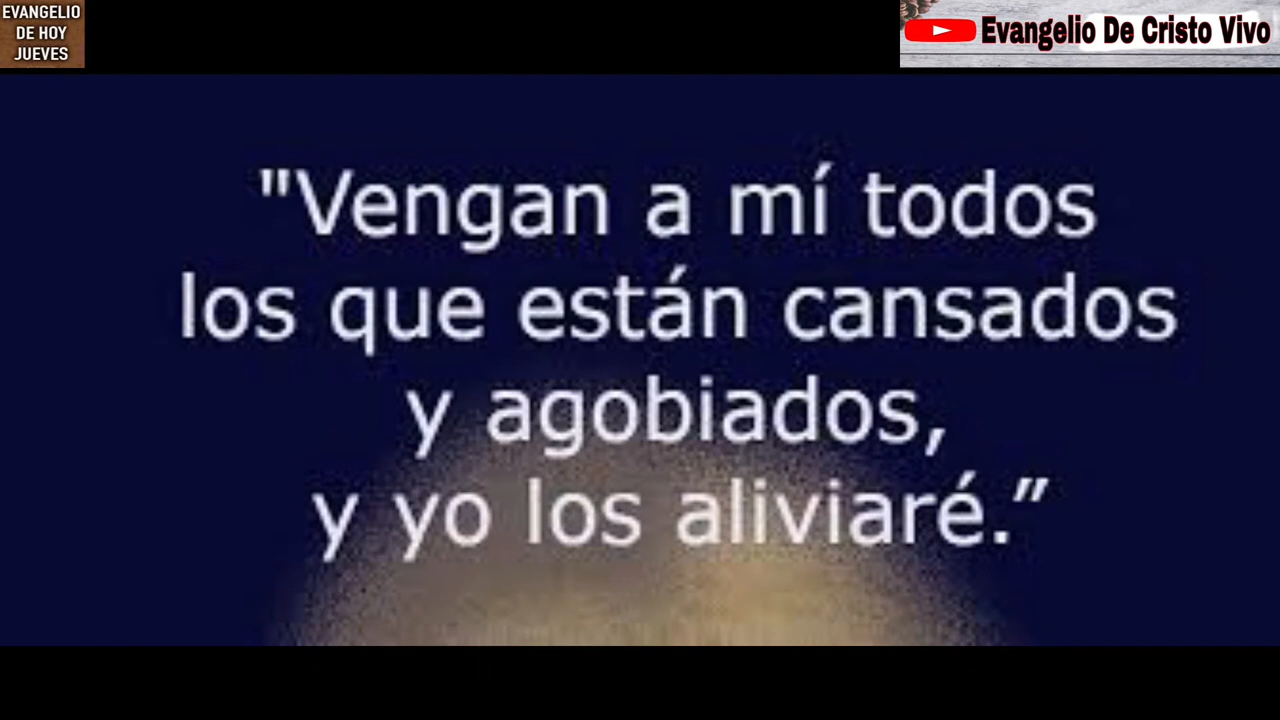 EVANGELIO
DE HOY
JUEVES
Evangelio De Cristo Vivo
"Vengan a mí todos
los que están cansados
y agobiados,
y yo los aliviaré.”